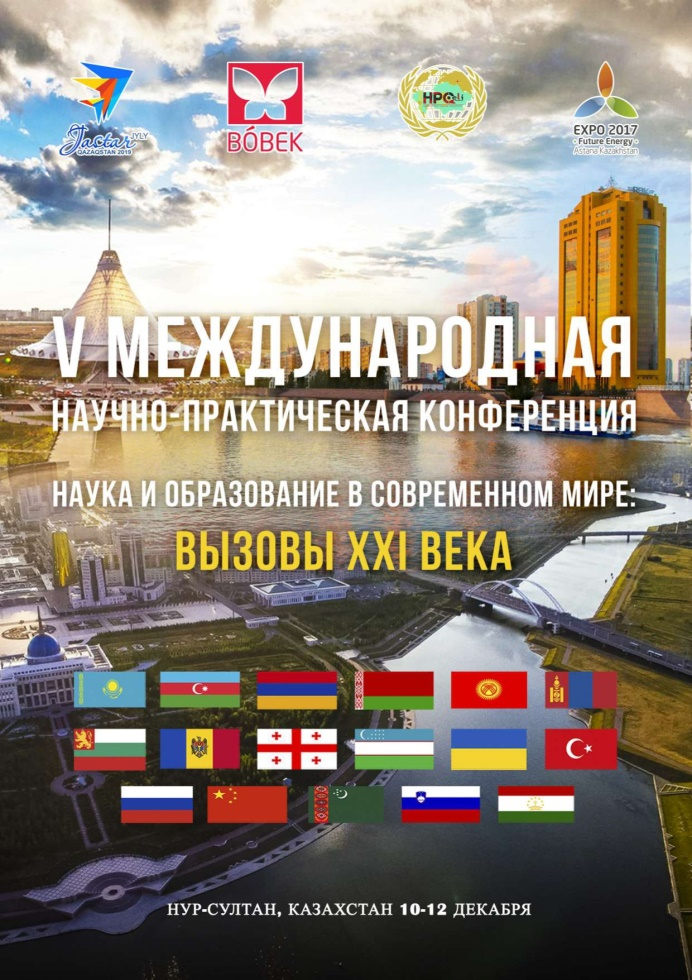 Jastar JYLY
QAZAQSTAN 2019
BÓBEK
EXPO 2017
- Future Energy -
Astana Kazakhstan
V МЕЖДУНАРОДНАЯ
НАУЧНО-ПРАКТИЧЕСКАЯ КОНФЕРЕНЦИЯ
НАУКА И ОБРАЗОВАНИЕ В СОВРЕМЕННОМ МИРЕ:
ВЫЗОВЫ XXI ВЕКА
НУР-СУЛТАН, КАЗАХСТАН 10-12 ДЕКАБРЯ